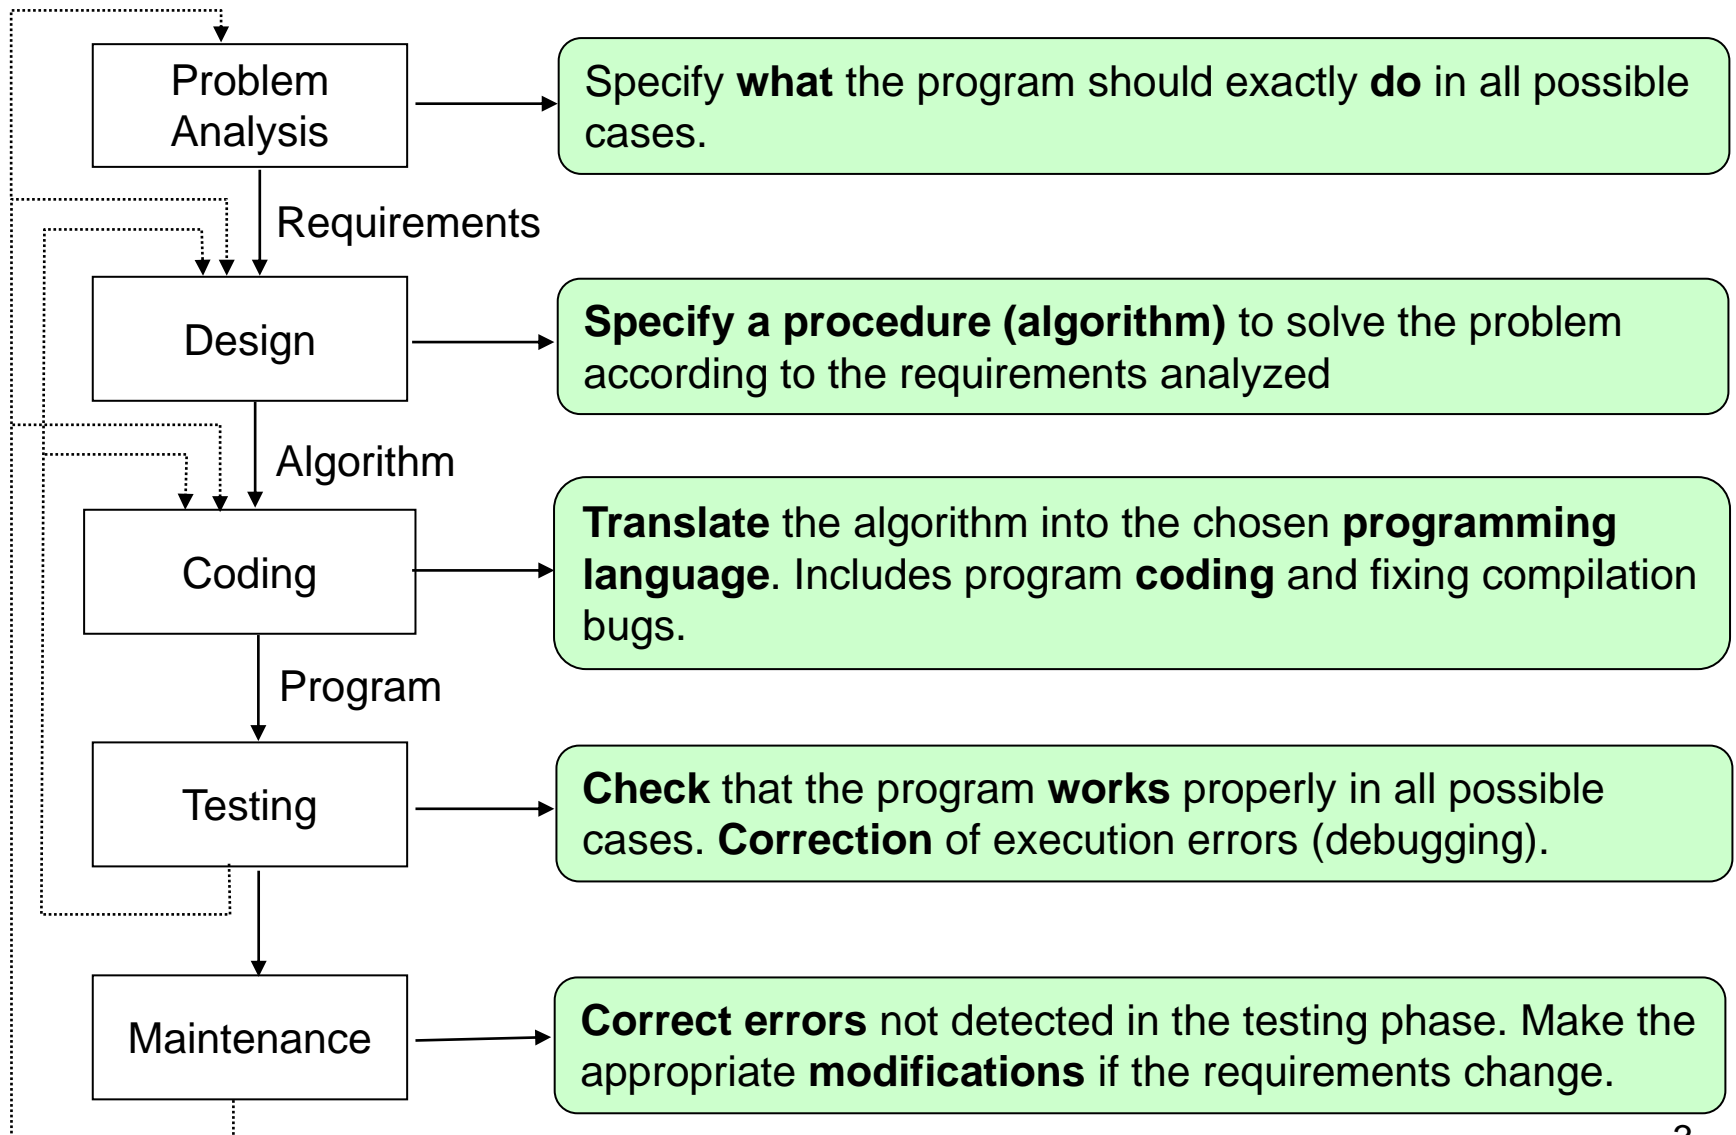 Problem
Analysis
Specify what the program should exactly do in all possible
cases.
Requirements
Design
Specify a procedure (algorithm) to solve the problem
according to the requirements analyzed
Algorithm
Coding
Translate the algorithm into the chosen programming
language. Includes program coding and fixing compilation
bugs.
Program
Testing
Check that the program works properly in all possible
cases. Correction of execution errors (debugging).
Maintenance
Correct errors not detected in the testing phase. Make the
appropriate modifications if the requirements change.